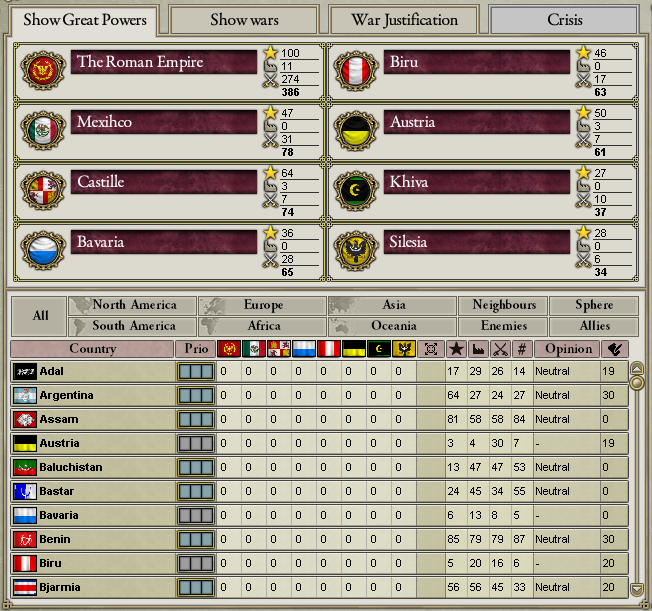 Show Great Powers Show wars War Justification Crisis
The Roman Empire 100 11 274 386
Biru 46 0 17 63
Mexihco 47 0 31 78
Austria 50 3 7 61
Castille 64 3 7 74
Khiva 27 0 10 37
Bavaria 36 0 28 65
Silesia 28 0 6 34
All North America Europe Asia Neighbours Sphere
South America Africa Oceania Enemies Allies
Country Prio # Opinion
Adal 0 0 0 0 0 0 0 0 17 29 26 14 Neutral 19
Argentina 0 0 0 0 0 0 0 0 64 27 24 27 Neutral 30
Assam 0 0 0 0 0 0 0 0 81 58 58 84 Neutral 0
Austria 0 0 0 0 0 0 0 0 3 4 30 7 - 19
Baluchistan 0 0 0 0 0 0 0 0 13 47 47 53 Neutral 0
Bastar 0 0 0 0 0 0 0 0 24 45 34 55 Neutral 0
Bavaria 0 0 0 0 0 0 0 0 6 13 8 5 - 0
Benin 0 0 0 0 0 0 0 0 85 79 79 87 Neutral 30
Biru 0 0 0 0 0 0 0 0 5 20 16 6 - 20
Bjarmia 0 0 0 0 0 0 0 0 56 56 45 33 Neutral 20